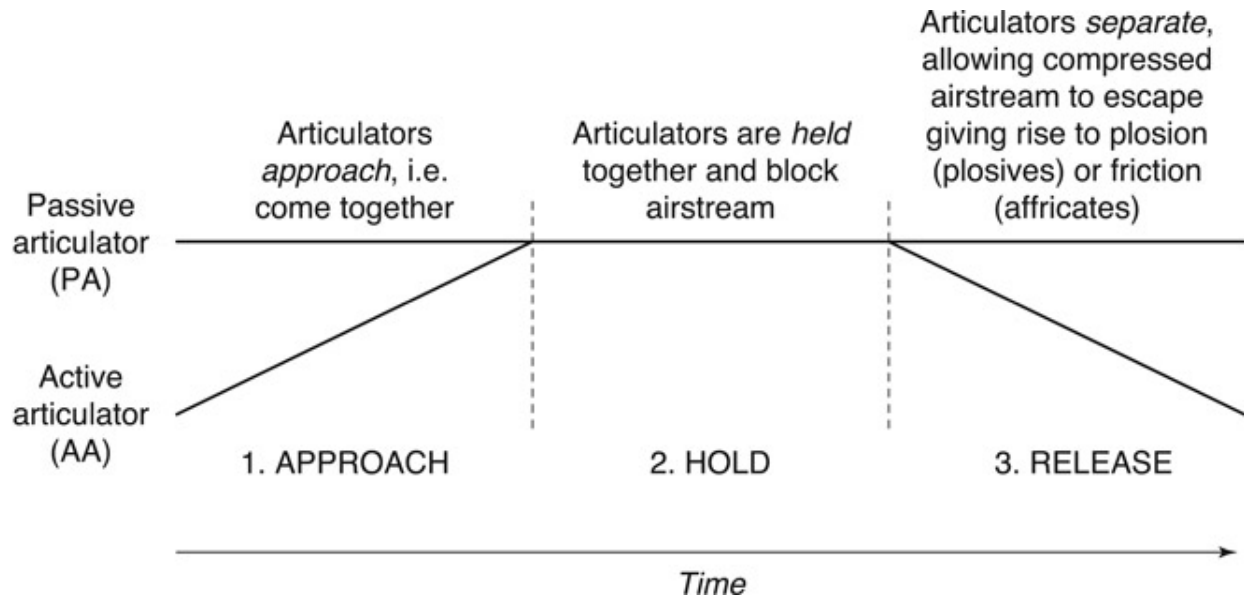 Articulators
approach, i.e.
come together
Articulators are held
together and block
airstream
Articulators separate,
allowing compressed
airstream to escape
giving rise to plosion
(plosives) or friction
(affricates)
Passive
articulator
(PA)
Active
articulator
(AA)
1. APPROACH
2. HOLD
3. RELEASE
Time